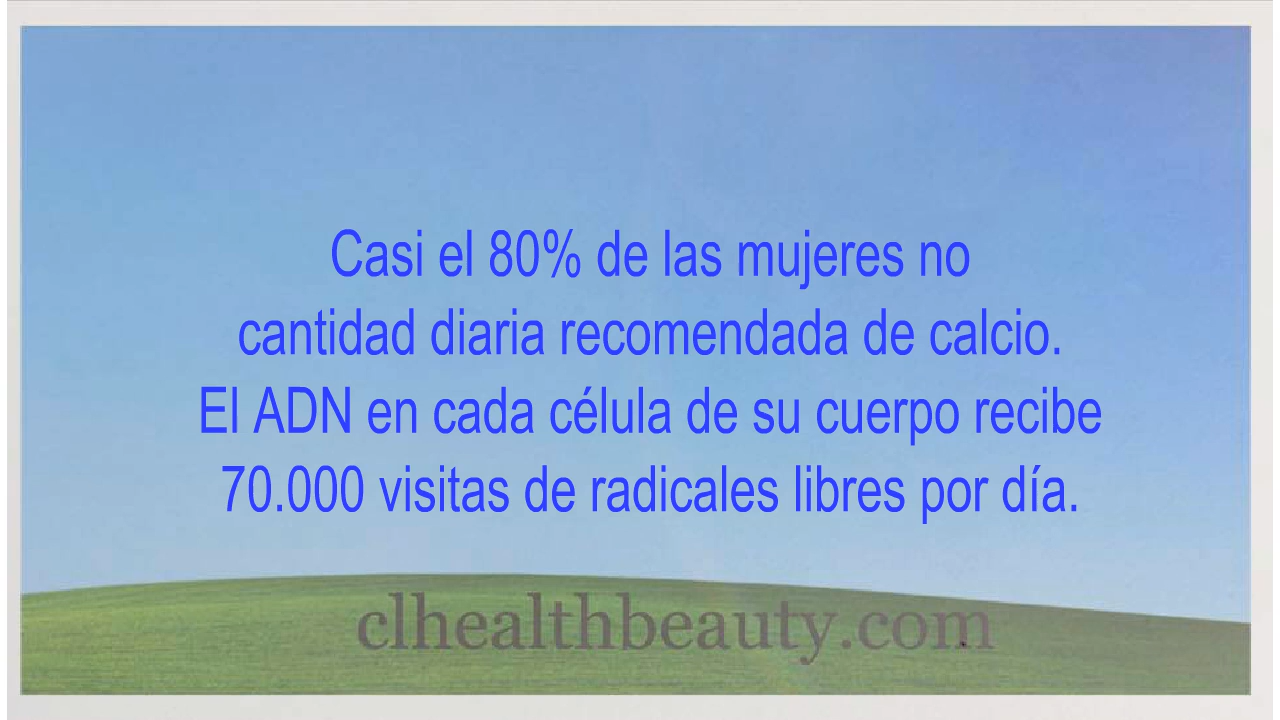 Casi el 80% de las mujeres no
cantidad diaria recomendada de calcio.
El ADN en cada célula de su cuerpo recibe
70.000 visitas de radicales libres por día.
clhealthbeauty.com